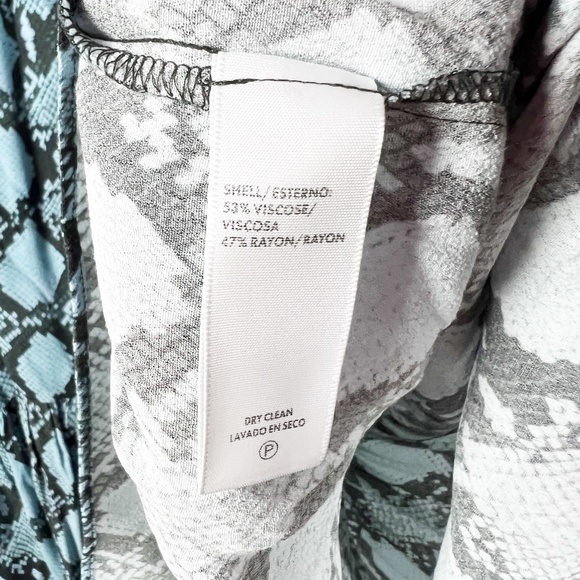 SHELL/ESTERNO:
53% VISCOSE/
VISCOSA
47% RAYON/RAYON
DRY CLEAN
LAVADO EN SECO
P